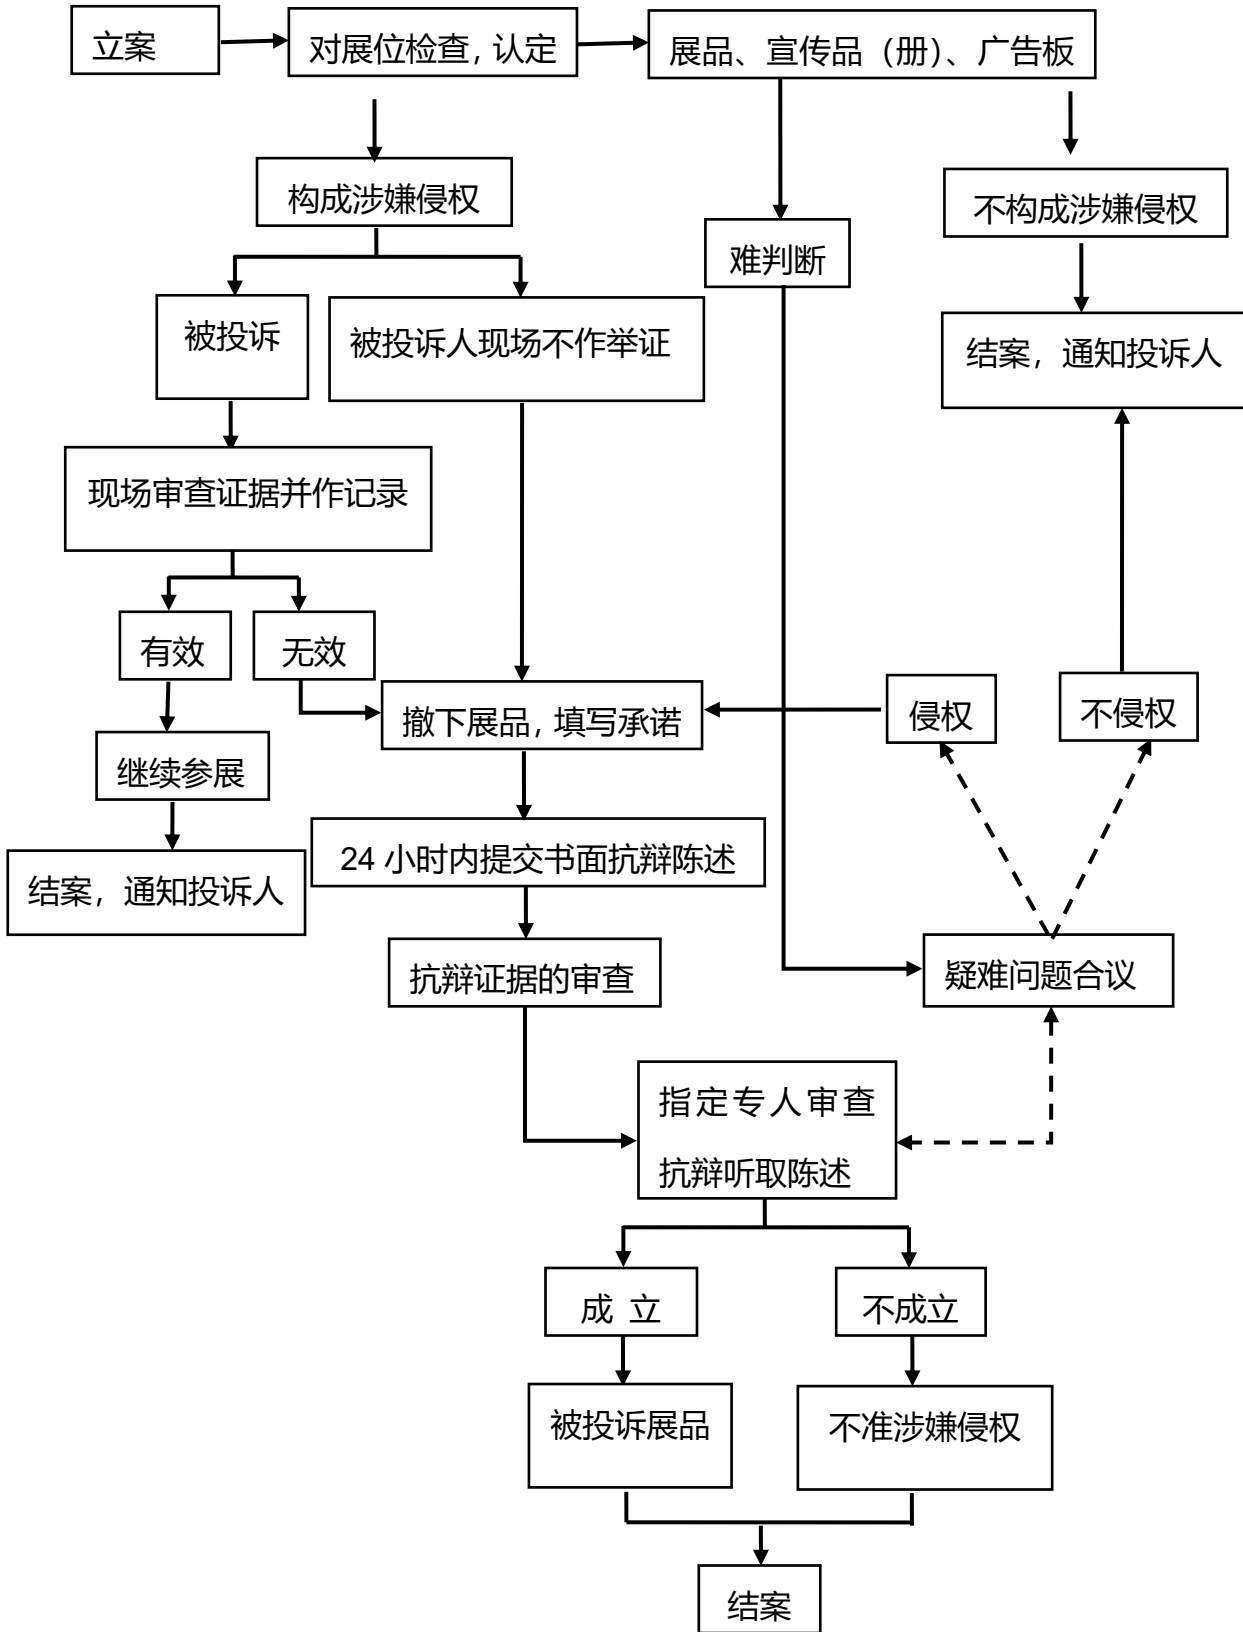 立案
对展位检查,认定
展品、宣传品（册）、广告板
构成涉嫌侵权
不构成涉嫌侵权
难判断
被投诉
被投诉人现场不作举证
结案，通知投诉人
现场审查证据并作记录
有效
无效
撤下展品,填写承诺
侵权
不侵权
继续参展
24 小时内提交书面抗辩陈述
结案，通知投诉人
抗辩证据的审查
疑难问题合议
指定专人审查
抗辩听取陈述
成 立
不成立
被投诉展品
不准涉嫌侵权
结案